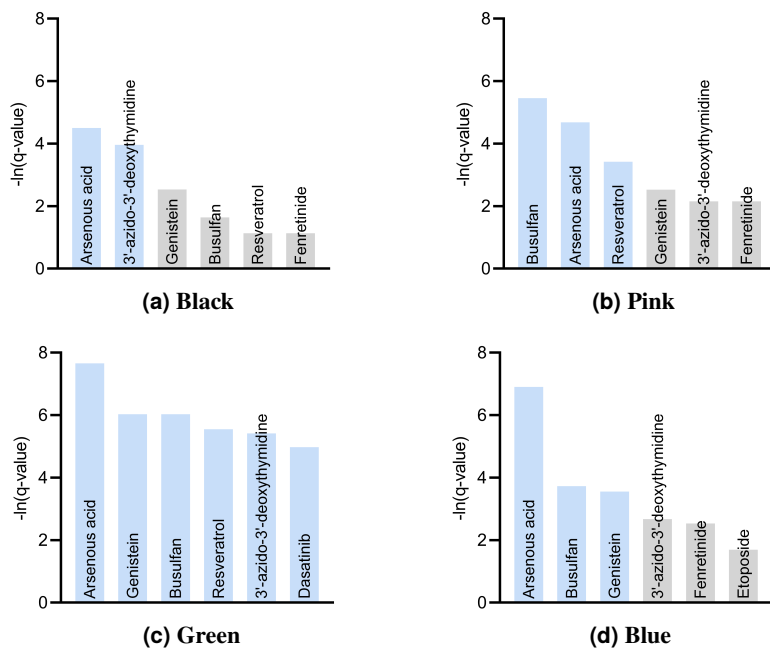 -ln(q-value)
8
6
4
2
0
Arsenous acid
3'-azido-3'-deoxythymidine
Genistein
Busulfan
Resveratrol
Fenretinide
(a) Black
-ln(q-value)
8
6
4
2
0
Busulfan
Arsenous acid
Resveratrol
Genistein
3'-azido-3'-deoxythymidine
Fenretinide
(b) Pink
-ln(q-value)
8
6
4
2
0
Arsenous acid
Genistein
Busulfan
Resveratrol
3'-azido-3'-deoxythymidine
Dasatinib
(c) Green
-ln(q-value)
8
6
4
2
0
Arsenous acid
Busulfan
Genistein
3'-azido-3'-deoxythymidine
Fenretinide
Etoposide
(d) Blue